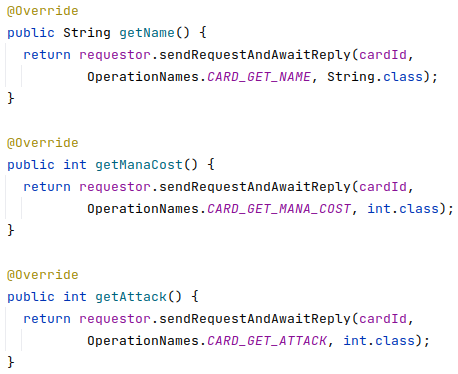 @Override
public String getName() {
  return requestor.sendRequestAndAwaitReply(cardId,
          OperationNames.CARD_GET_NAME, String.class);
}

@Override
public int getManaCost() {
  return requestor.sendRequestAndAwaitReply(cardId,
          OperationNames.CARD_GET_MANA_COST, int.class);
}

@Override
public int getAttack() {
  return requestor.sendRequestAndAwaitReply(cardId,
          OperationNames.CARD_GET_ATTACK, int.class);
}